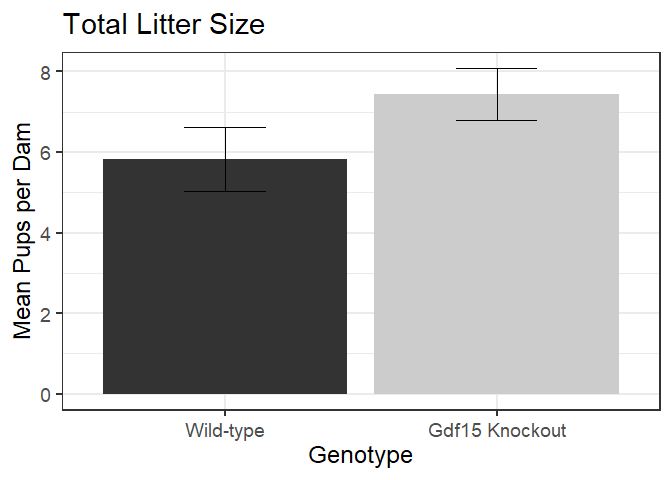 Total Litter Size
Mean Pups per Dam
8
6
4
2
0
Wild-type
Gdf15 Knockout
Genotype